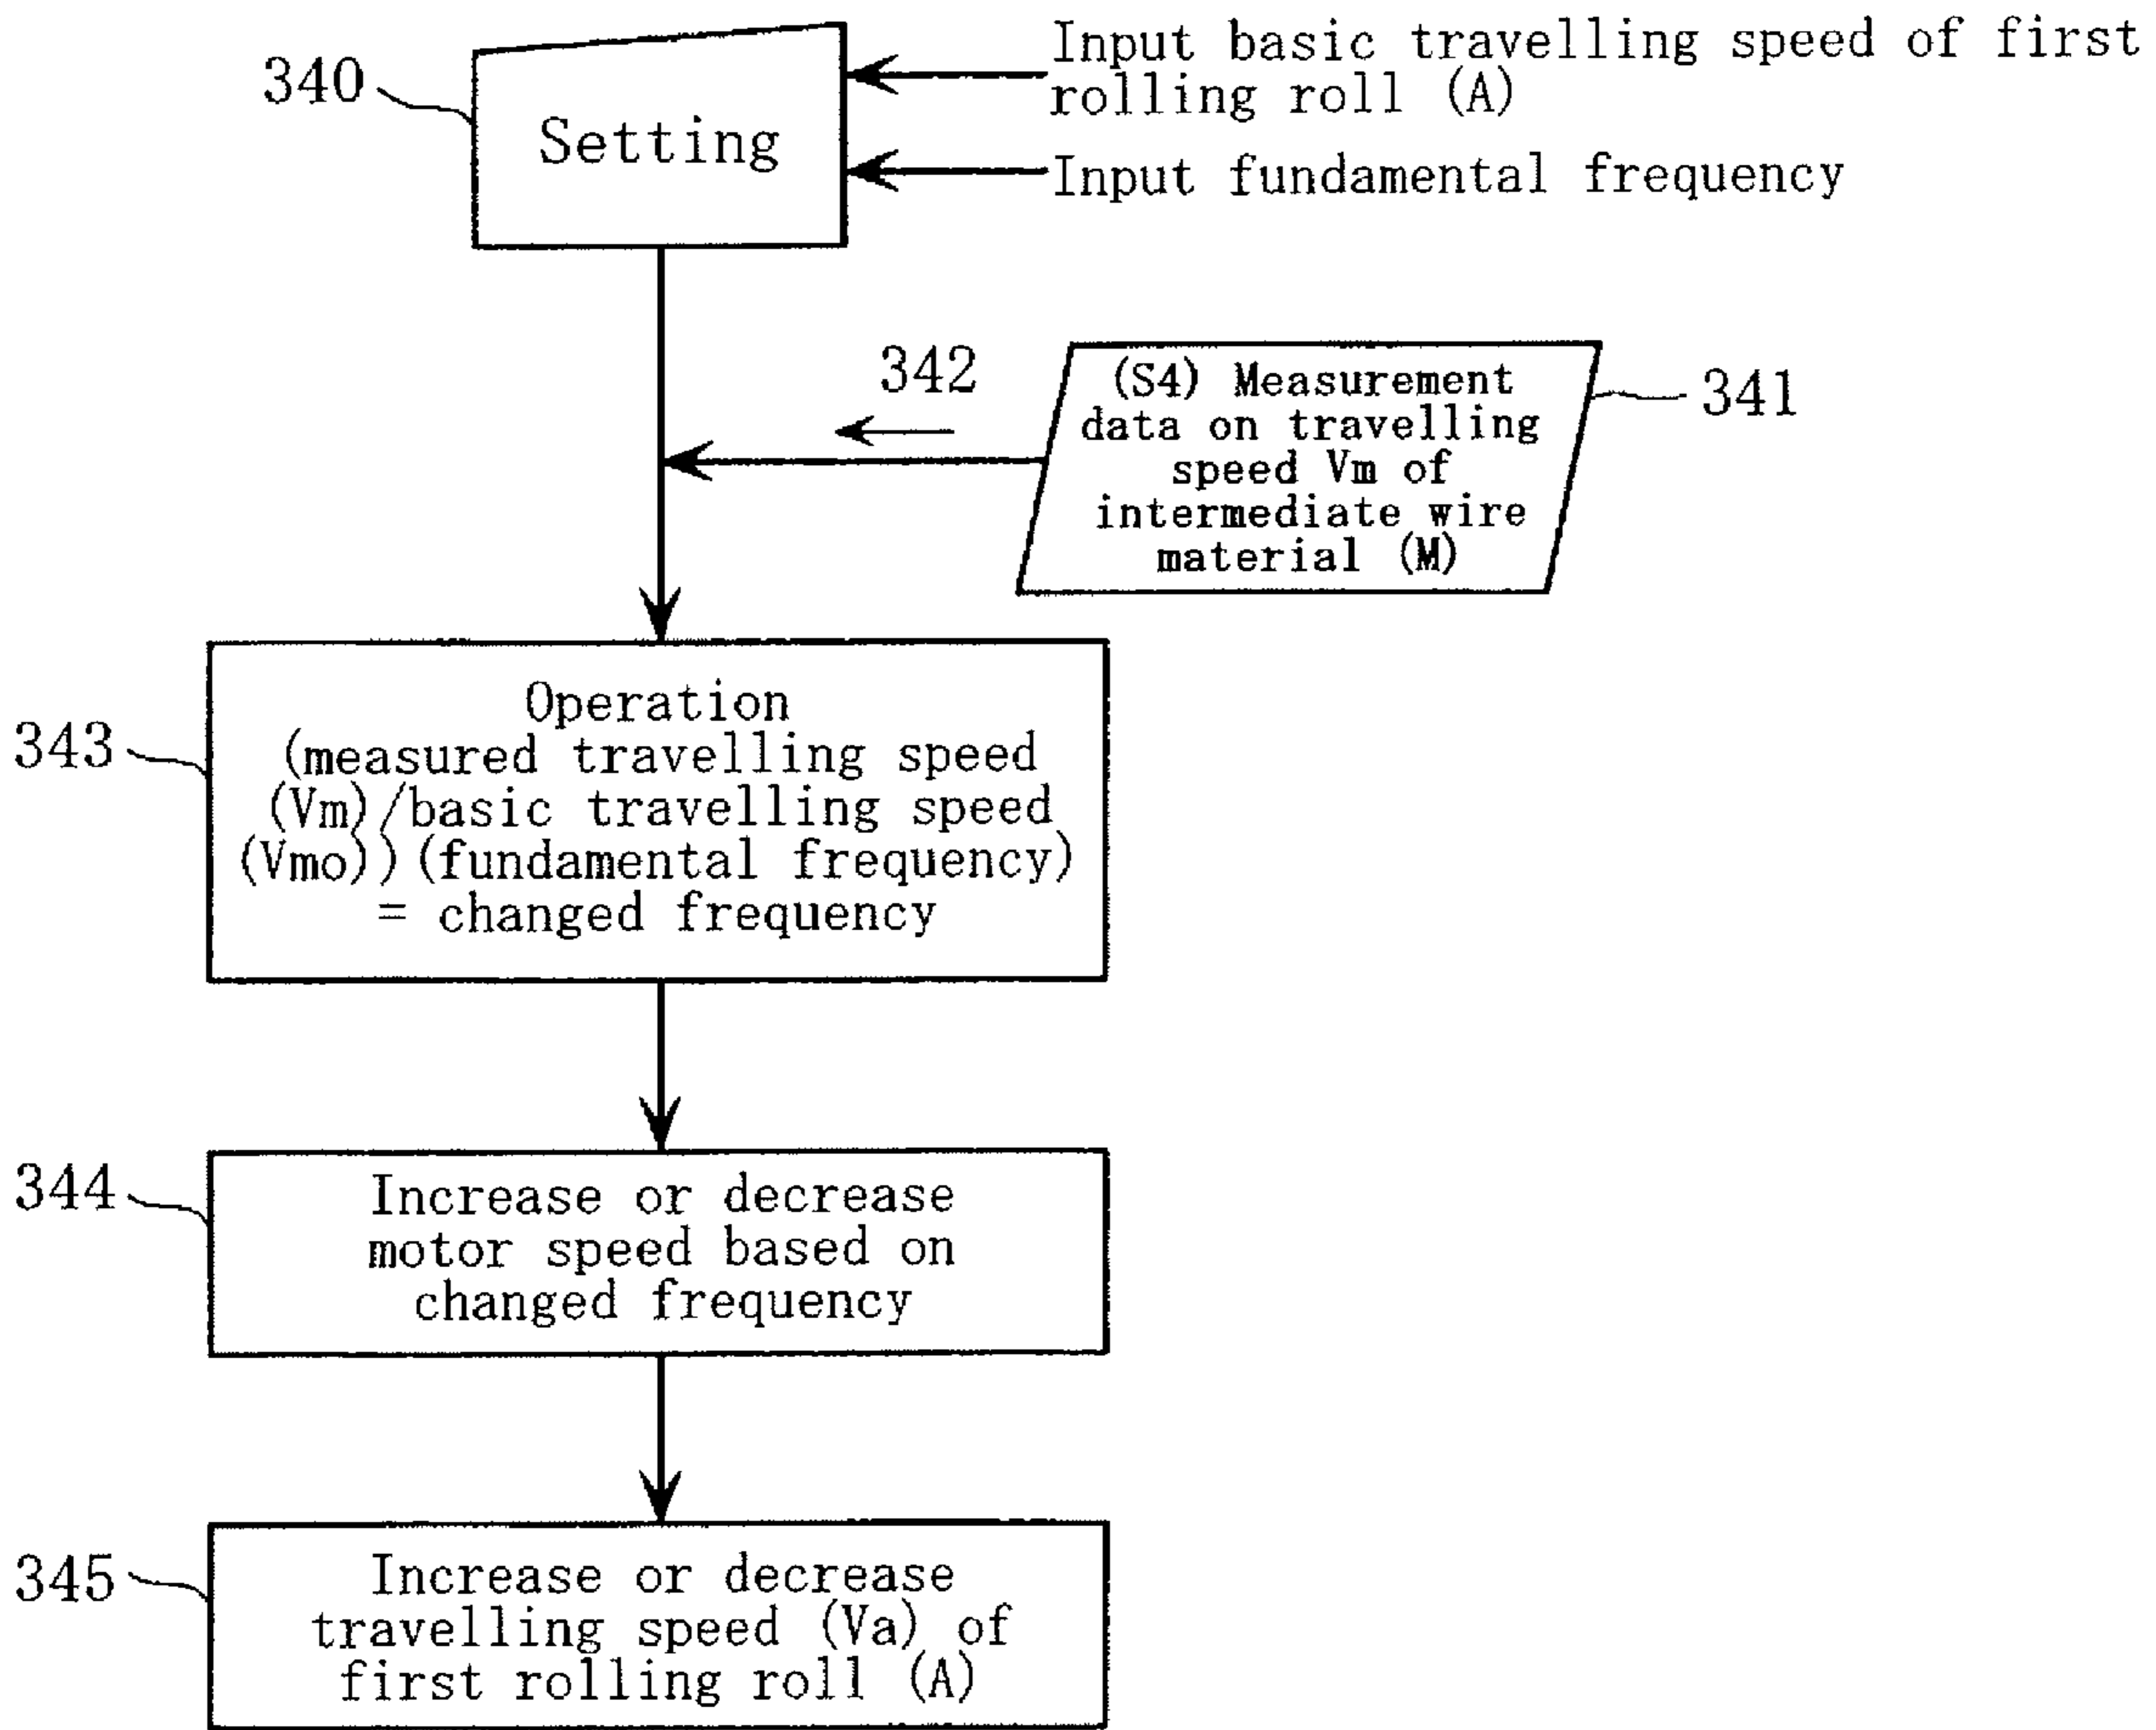 Input basic travelling speed of first
rolling roll (A)
340
Setting
Input fundamental frequency
342
(S4) Measurement
data on travelling
speed Vm of
intermediate wire
material (M)
341
343
Operation
(measured travelling speed
(Vm)/basic travelling speed
(Vmo))(fundamental frequency)
= changed frequency
344
Increase or decrease
motor speed based on
changed frequency
345
Increase or decrease
travelling speed (Va) of
first rolling roll (A)